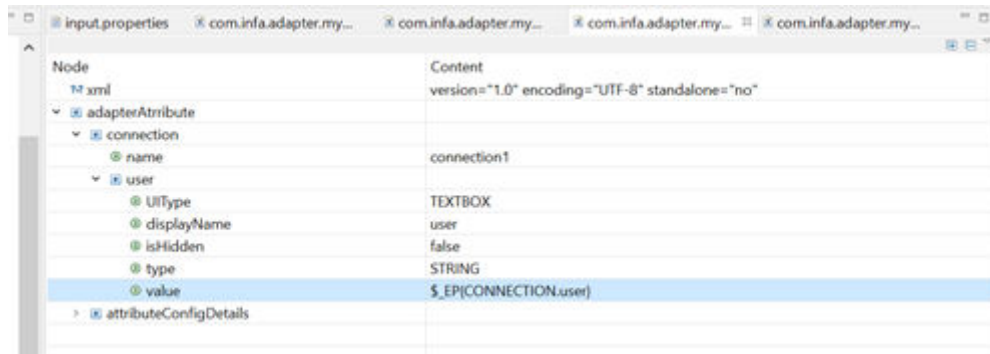 input.properties com.infa.adapter.my... com.infa.adapter.my... com.infa.adapter.my... com.infa.adapter.my...
Node Content
xml version="1.0" encoding="UTF-8" standalone="no"
adapterAtrribute
connection
name connection1
user
UIType TEXTBOX
displayName user
isHidden false
type STRING
value $_EP{CONNECTION.user}
attributeConfigDetails